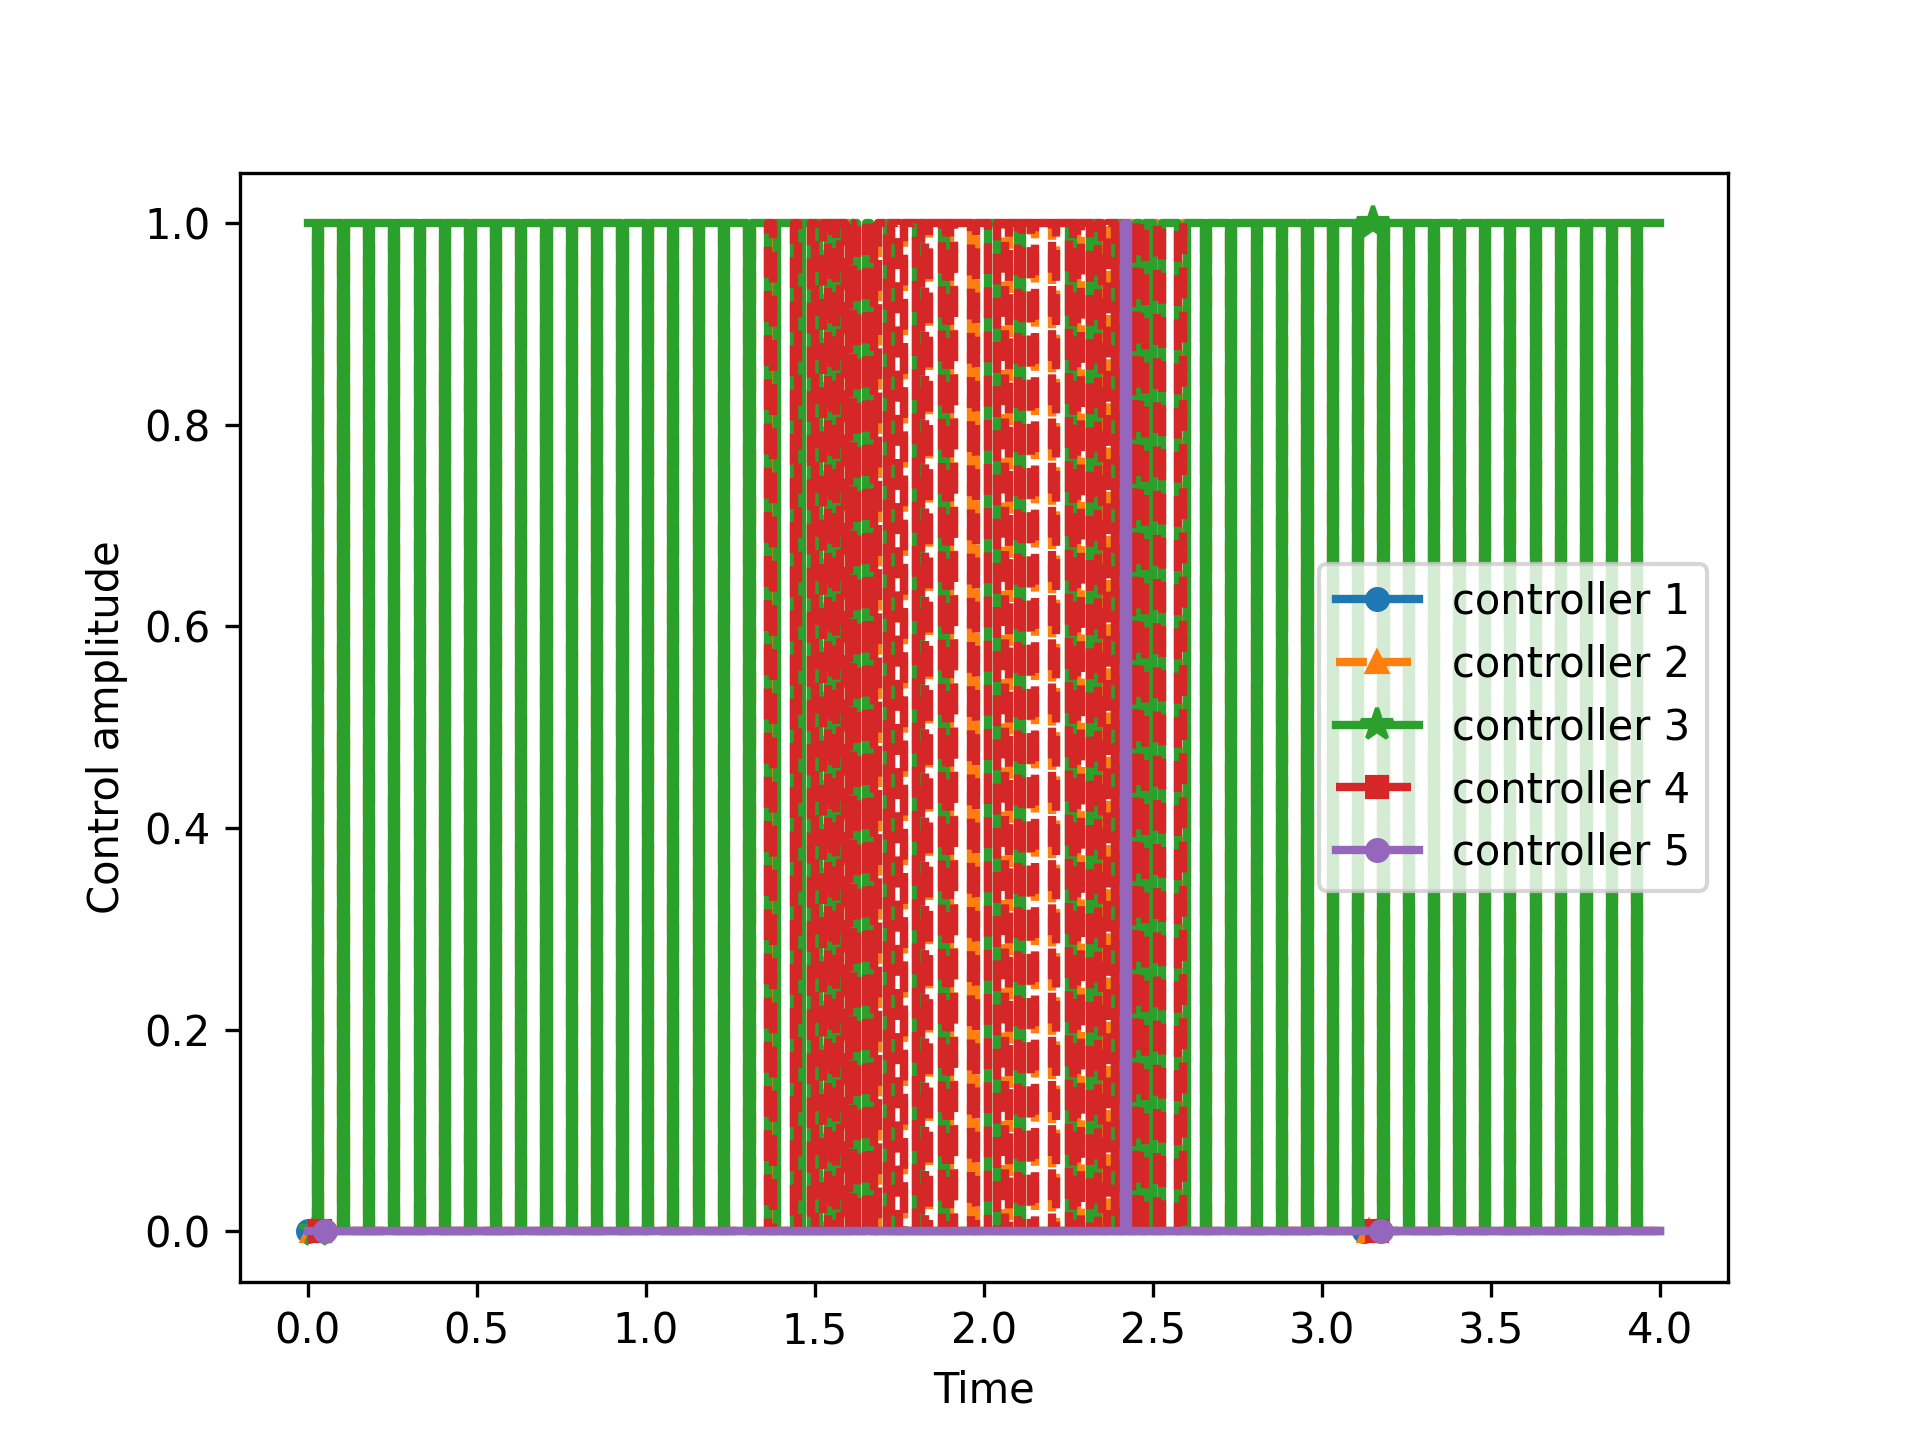 Control amplitude
1.0
0.8
0.6
0.4
0.2
0.0
controller 1
controller 2
controller 3
controller 4
controller 5
0.0 0.5 1.0 1.5 2.0 2.5 3.0 3.5 4.0
Time